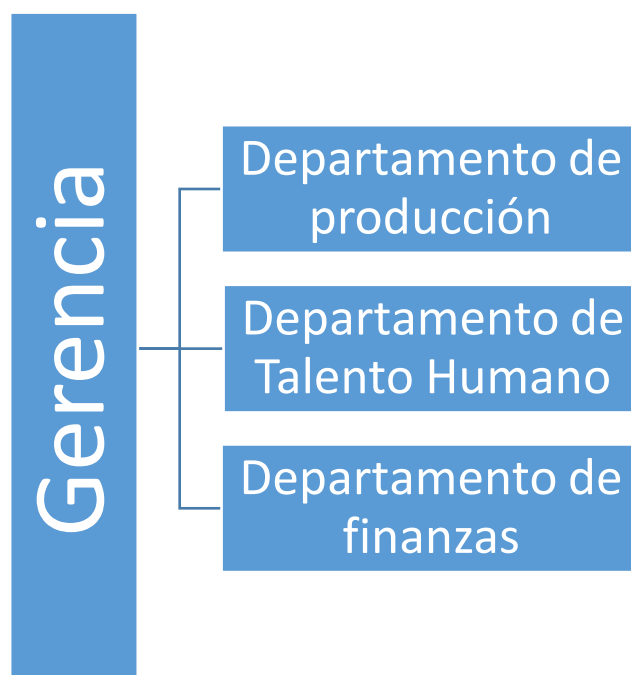 Gerencia
Departamento de
producción
Departamento de
Talento Humano
Departamento de
finanzas